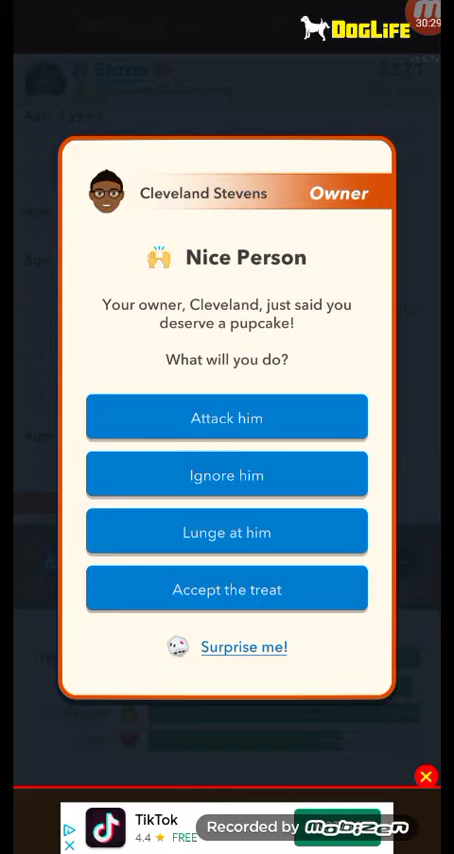 DOGLIFE
30:29
Cleveland Stevens
Owner
Nice Person
Your owner, Cleveland, just said you
deserve a pupcake!
What will you do?
Attack him
Ignore him
Lunge at him
Accept the treat
Surprise me!
TikTok
4.4 ★ FREE
Recorded by mobizen